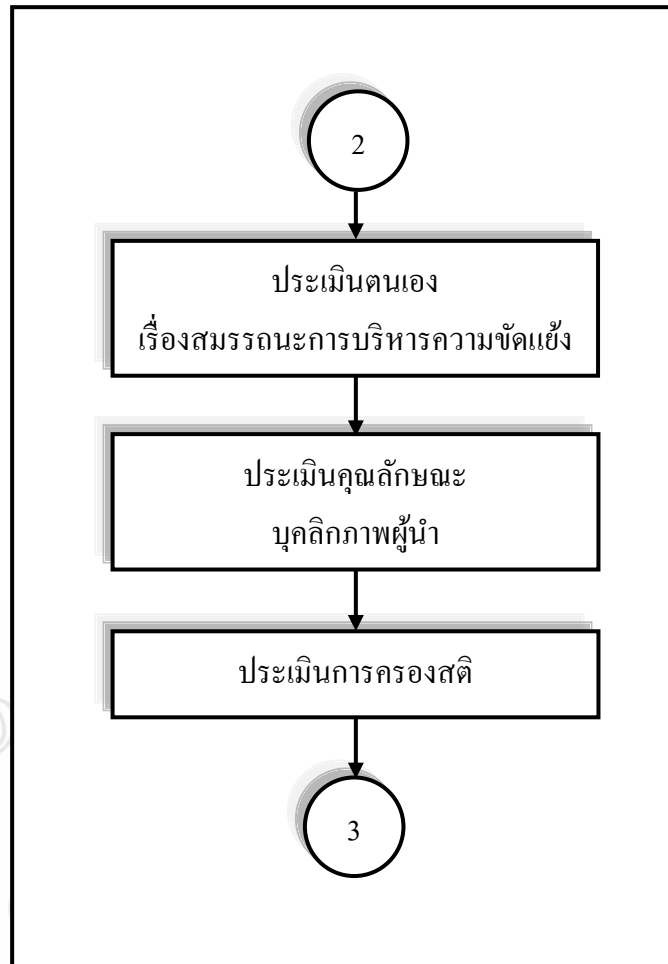 2
ประเมินตนเอง
เรื่องสมรรถนะการบริหารความขัดแย้ง
ประเมินคุณลักษณะ
บุคลิกภาพผู้นำ
ประเมินการครองสติ
3